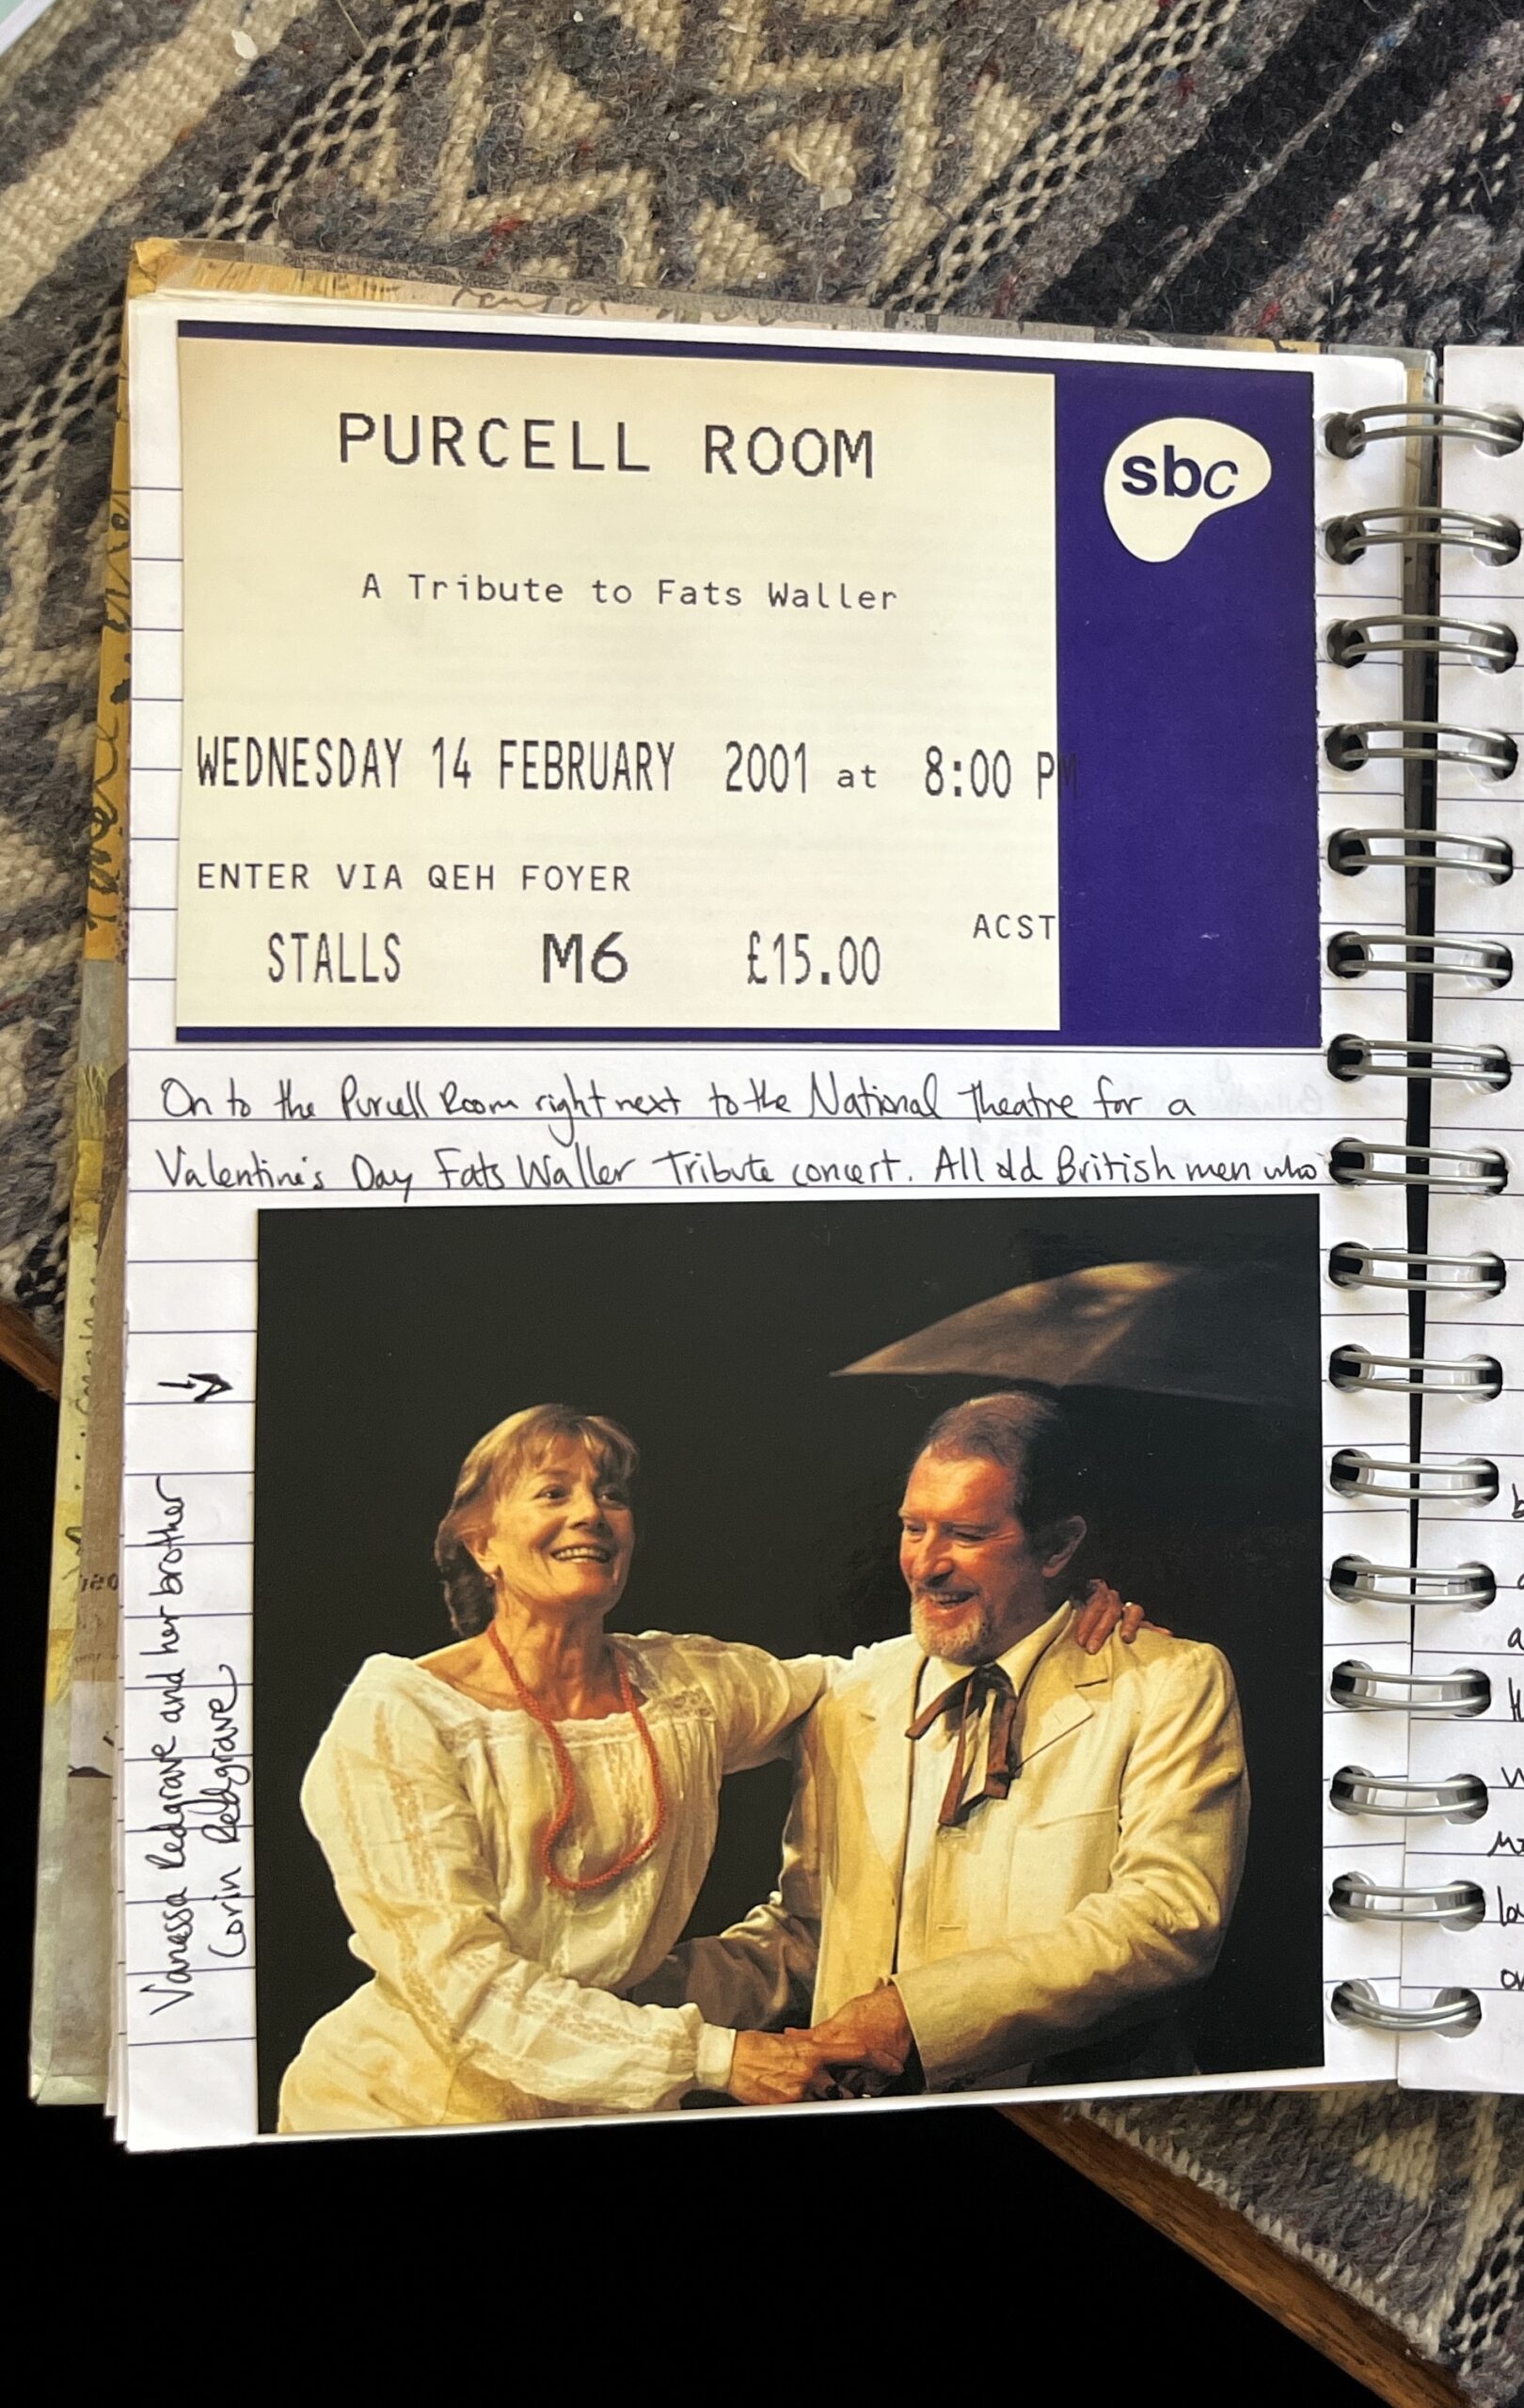 PURCELL ROOM
sbc
A Tribute to Fats Waller
WEDNESDAY 14 FEBRUARY 2001 at 8:00 PM
ENTER VIA QEH FOYER
ACST
STALLS M6 £15.00
On to the Purcell Room right next to the National Theatre for a
Valentine's Day Fats Waller Tribute concert. All old British men who
Vanessa Redgrave and her brother
Corin Redgrave